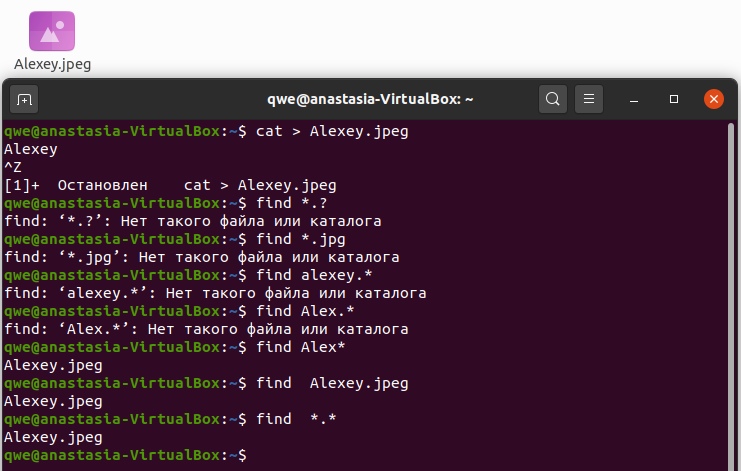 Alexey.jpeg
qwe@anastasia-VirtualBox: ~
qwe@anastasia-VirtualBox:~$ cat > Alexey.jpeg
Alexey
^Z
[1]+  Остановлен    cat > Alexey.jpeg
qwe@anastasia-VirtualBox:~$ find *.?
find: ‘*.?’: Нет такого файла или каталога
qwe@anastasia-VirtualBox:~$ find *.jpg
find: ‘*.jpg’: Нет такого файла или каталога
qwe@anastasia-VirtualBox:~$ find alexey.*
find: ‘alexey.*’: Нет такого файла или каталога
qwe@anastasia-VirtualBox:~$ find Alex.*
find: ‘Alex.*’: Нет такого файла или каталога
qwe@anastasia-VirtualBox:~$ find Alex*
Alexey.jpeg
qwe@anastasia-VirtualBox:~$ find  Alexey.jpeg
Alexey.jpeg
qwe@anastasia-VirtualBox:~$ find  *.*
Alexey.jpeg
qwe@anastasia-VirtualBox:~$